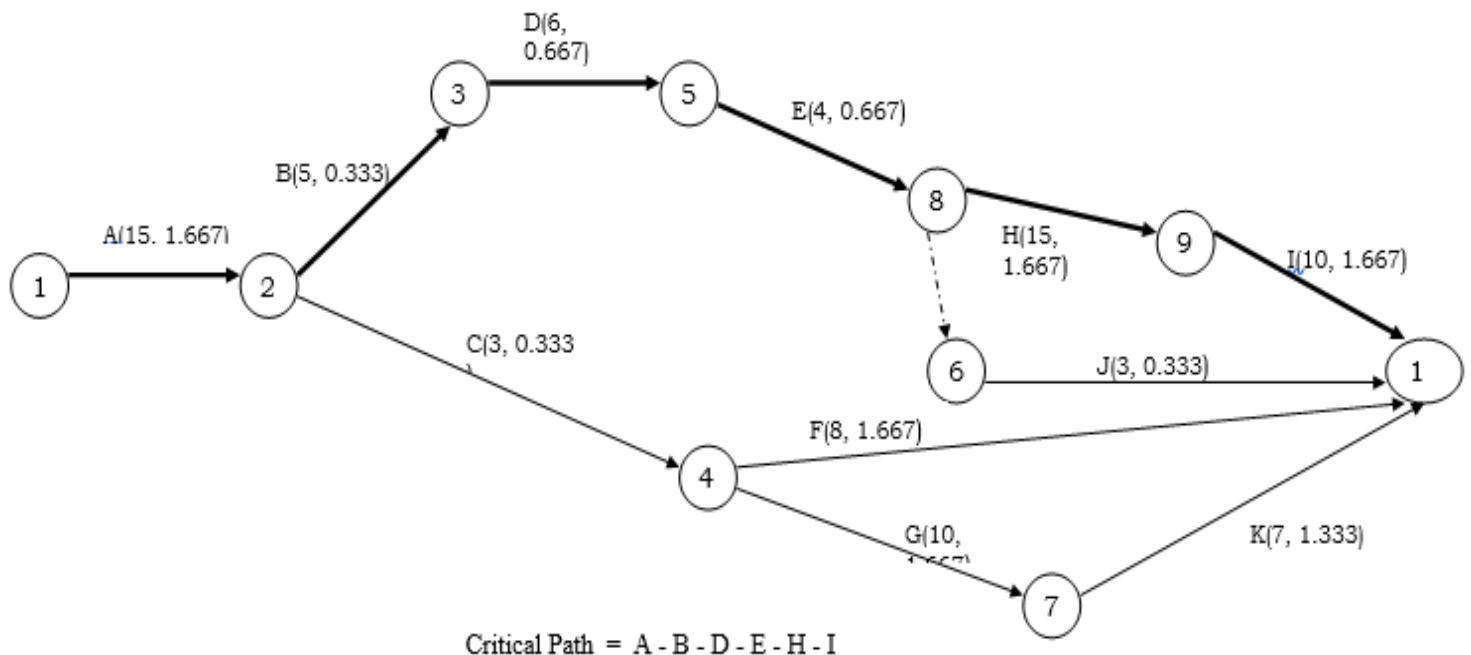 D(6,
0.667)
3
5
E(4, 0.667)
B(5, 0.333)
8
A(15. 1.667)
H(15,
1.667)
9
1
2
I(10, 1.667)
C(3, 0.333
)
6
J(3, 0.333)
1
F(8, 1.667)
4
G(10,
K(7, 1.333)
7
Critical Path = A - B - D - E - H - I